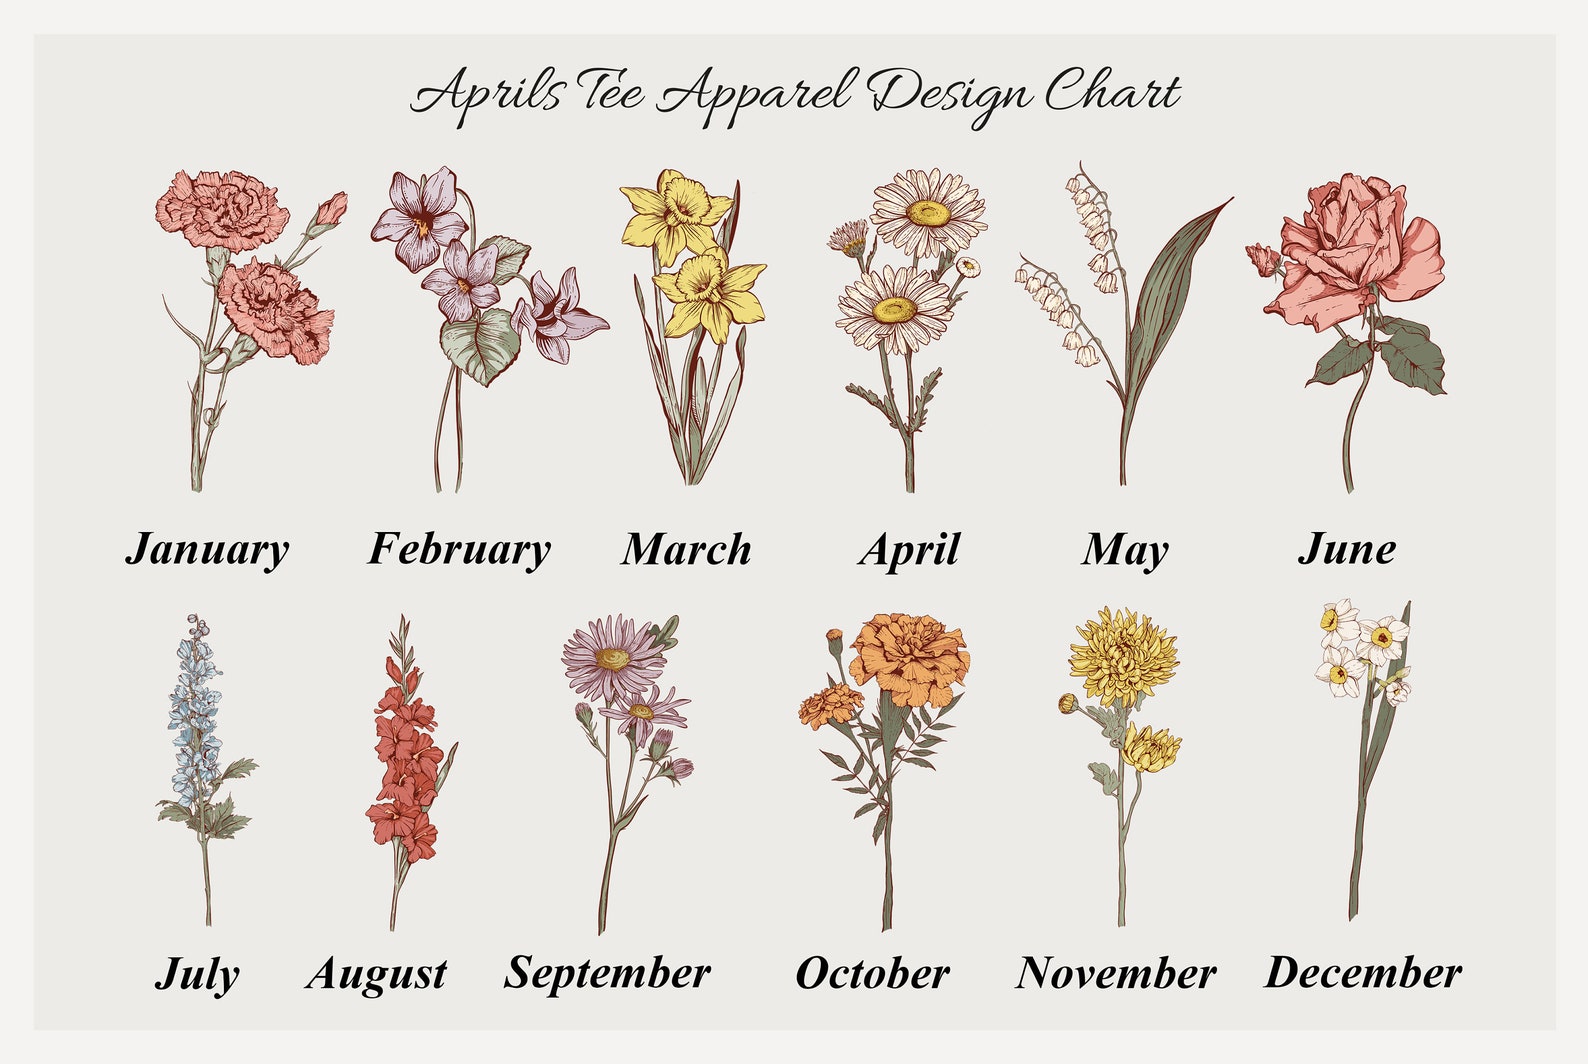 Aprils Tee Apparel Design Chart
January February March April May June
July August September October November December